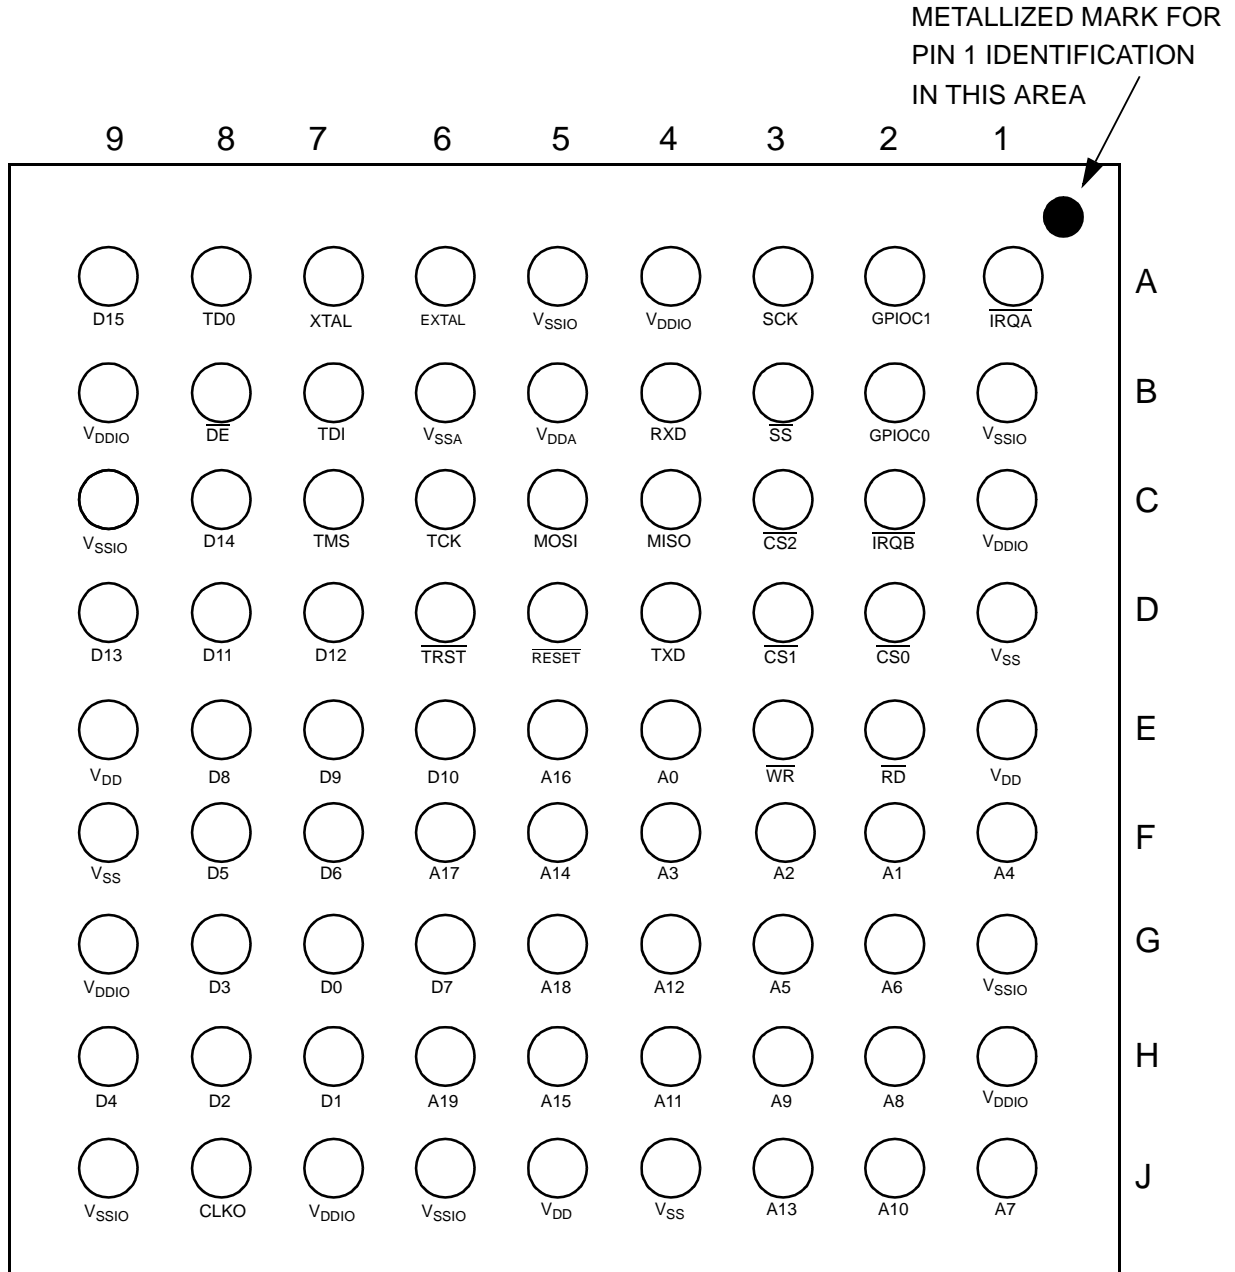 METALLIZED MARK FOR
PIN 1 IDENTIFICATION
IN THIS AREA
9 8 7 6 5 4 3 2 1
A
D15 TD0 XTAL EXTAL VSSIO VDDIO SCK GPIOC1 IRQA
B
VDDIO DE TDI VSSA VDDA RXD SS GPIOC0 VSSIO
C
VSSIO D14 TMS TCK MOSI MISO CS2 IRQB VDDIO
D
D13 D11 D12 TRST RESET TXD CS1 CS0 VSS
E
VDD D8 D9 D10 A16 A0 WR RD VDD
F
VSS D5 D6 A17 A14 A3 A2 A1 A4
G
VDDIO D3 D0 D7 A18 A12 A5 A6 VSSIO
H
D4 D2 D1 A19 A15 A11 A9 A8 VDDIO
J
VSSIO CLKO VDDIO VSSIO VDD VSS A13 A10 A7